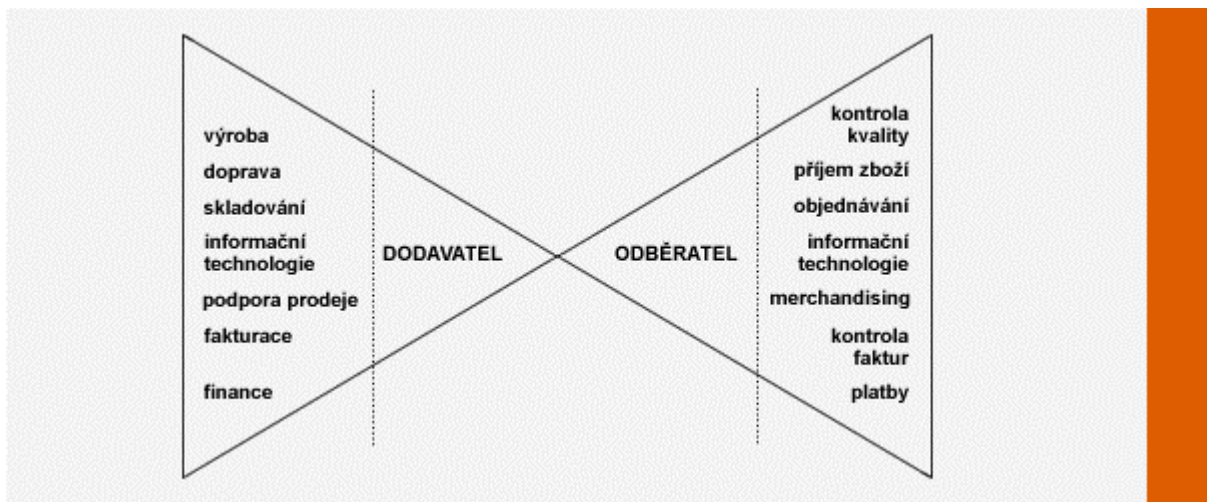 výroba
doprava
skladování
informační
technologie
podpora prodeje
fakturace
finance
DODAVATEL
ODBĚRATEL
kontrola
kvality
příjem zboží
objednávání
informační
technologie
merchandising
kontrola
faktur
platby